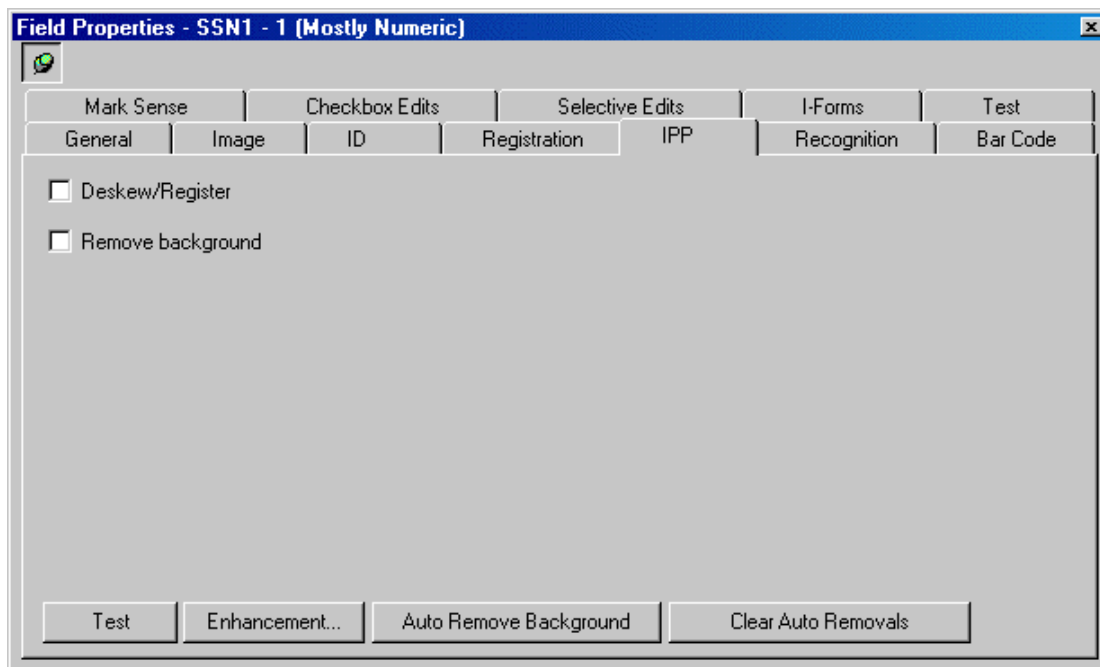 Field Properties - SSN1 - 1 (Mostly Numeric)
Mark Sense Checkbox Edits Selective Edits I-Forms Test
General Image ID Registration IPP Recognition Bar Code
Deskew/Register
Remove background
Test Enhancement... Auto Remove Background Clear Auto Removals